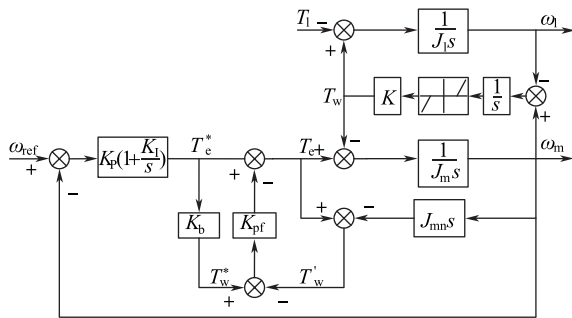 T_l − 1/(J_l s) ω_l
+ −
T_w K 1/s
+
ω_ref K_P(1+K_I/s) T_e^* T_e + − 1/(J_m s) ω_m
+ + −
− K_b K_pf + − J_mn s
T_w^* T_w'
+ −